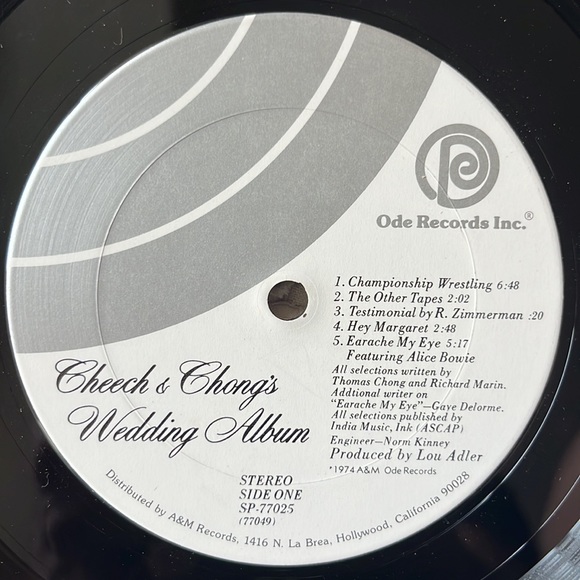 Ode Records Inc.®
1. Championship Wrestling 6:48
2. The Other Tapes 2:02
3. Testimonial by R. Zimmerman :20
4. Hey Margaret 2:48
5. Earache My Eye 5:17
Featuring Alice Bowie
All selections written by
Thomas Chong and Richard Marin.
Addtional writer on
"Earache My Eye"—Gaye Delorme.
All selections published by
India Music, Ink (ASCAP)
Engineer—Norm Kinney
Produced by Lou Adler
*1974 A&M Ode Records
Cheech & Chong's
Wedding Album
STEREO
SIDE ONE
SP-77025
(77049)
Distributed by A&M Records, 1416 N. La Brea, Hollywood, California 90028